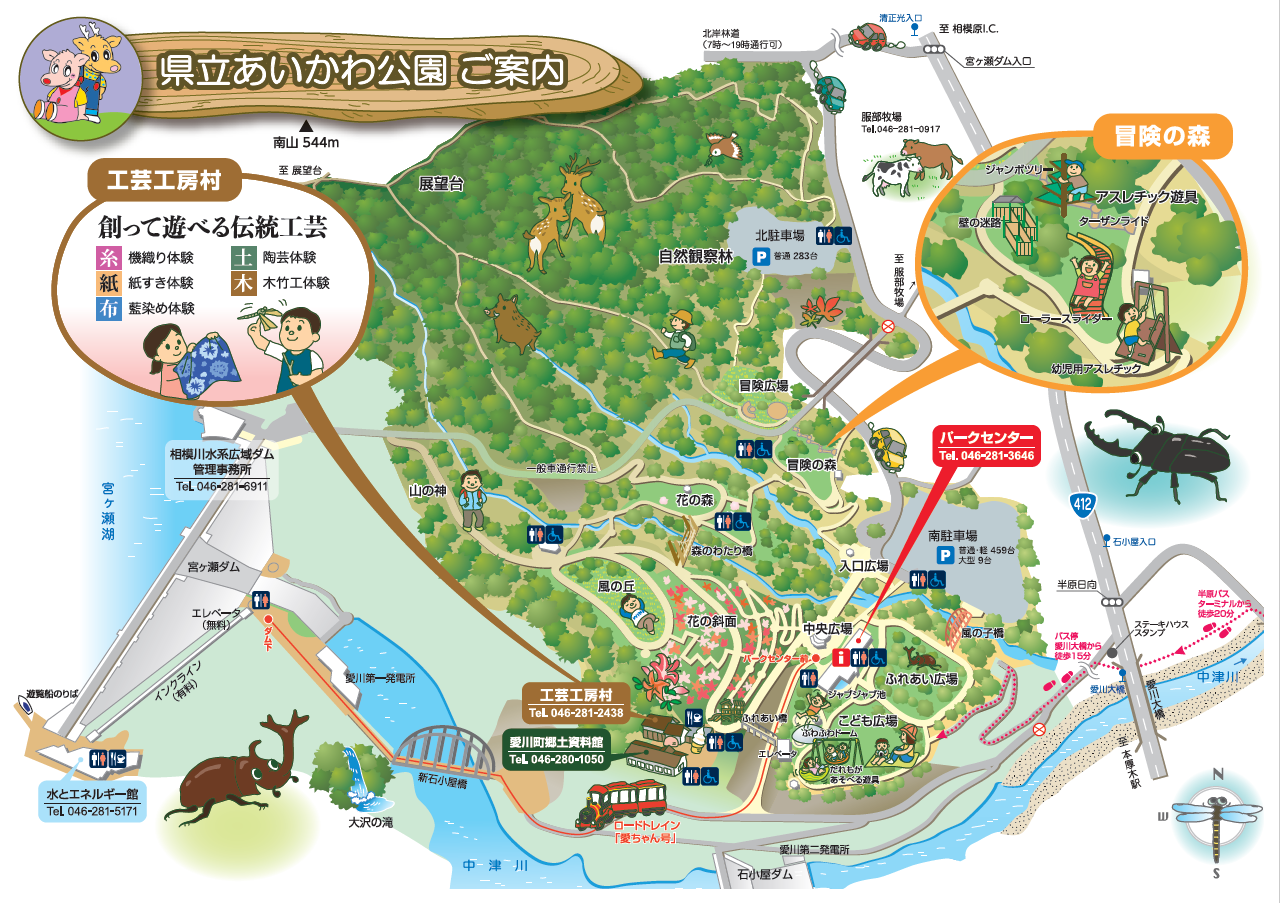 県立あいかわ公園 ご案内
南山 544m
至 展望台
展望台
北岸林道
(7時〜19時通行可)
清正光入口
至 相模原I.C.
宮ヶ瀬ダム入口
服部牧場
Tel.046-281-0917
至 服部牧場
工芸工房村
創って遊べる伝統工芸
糸 機織り体験
紙 紙すき体験
布 藍染め体験
土 陶芸体験
木 木竹工体験
冒険の森
ジャンボツリー
アスレチック遊具
壁の迷路
ターザンライド
ローラースライダー
幼児用アスレチック
北駐車場
P 普通 283台
自然観察林
冒険広場
冒険の森
一般車通行禁止
山の神
花の森
森のわたり橋
風の丘
花の斜面
パークセンター
Tel. 046-281-3646
南駐車場
P 普通・軽 459台
大型 9台
入口広場
中央広場
パークセンター前
i
風の子橋
ふれあい広場
ジャブジャブ池
こども広場
ふわふわドーム
だれもが
あそべる遊具
ふれあい橋
エレベータ
工芸工房村
Tel. 046-281-2438
愛川町郷土資料館
Tel. 046-280-1050
ロードトレイン
「愛ちゃん号」
相模川水系広域ダム
管理事務所
Tel. 046-281-6911
宮ヶ瀬湖
宮ヶ瀬ダム
エレベータ
(無料)
インクライン
(有料)
ダム下
遊覧船のりば
水とエネルギー館
Tel. 046-281-5171
愛川第一発電所
新石小屋橋
大沢の滝
中津川
石小屋ダム
愛川第二発電所
412
石小屋入口
半原日向
ステーキハウス
スタンプ
半原バス
ターミナルから
徒歩20分
バス停
愛川大橋から
徒歩15分
愛川大橋
愛川大橋
中津川
至 本厚木駅
N
W
S